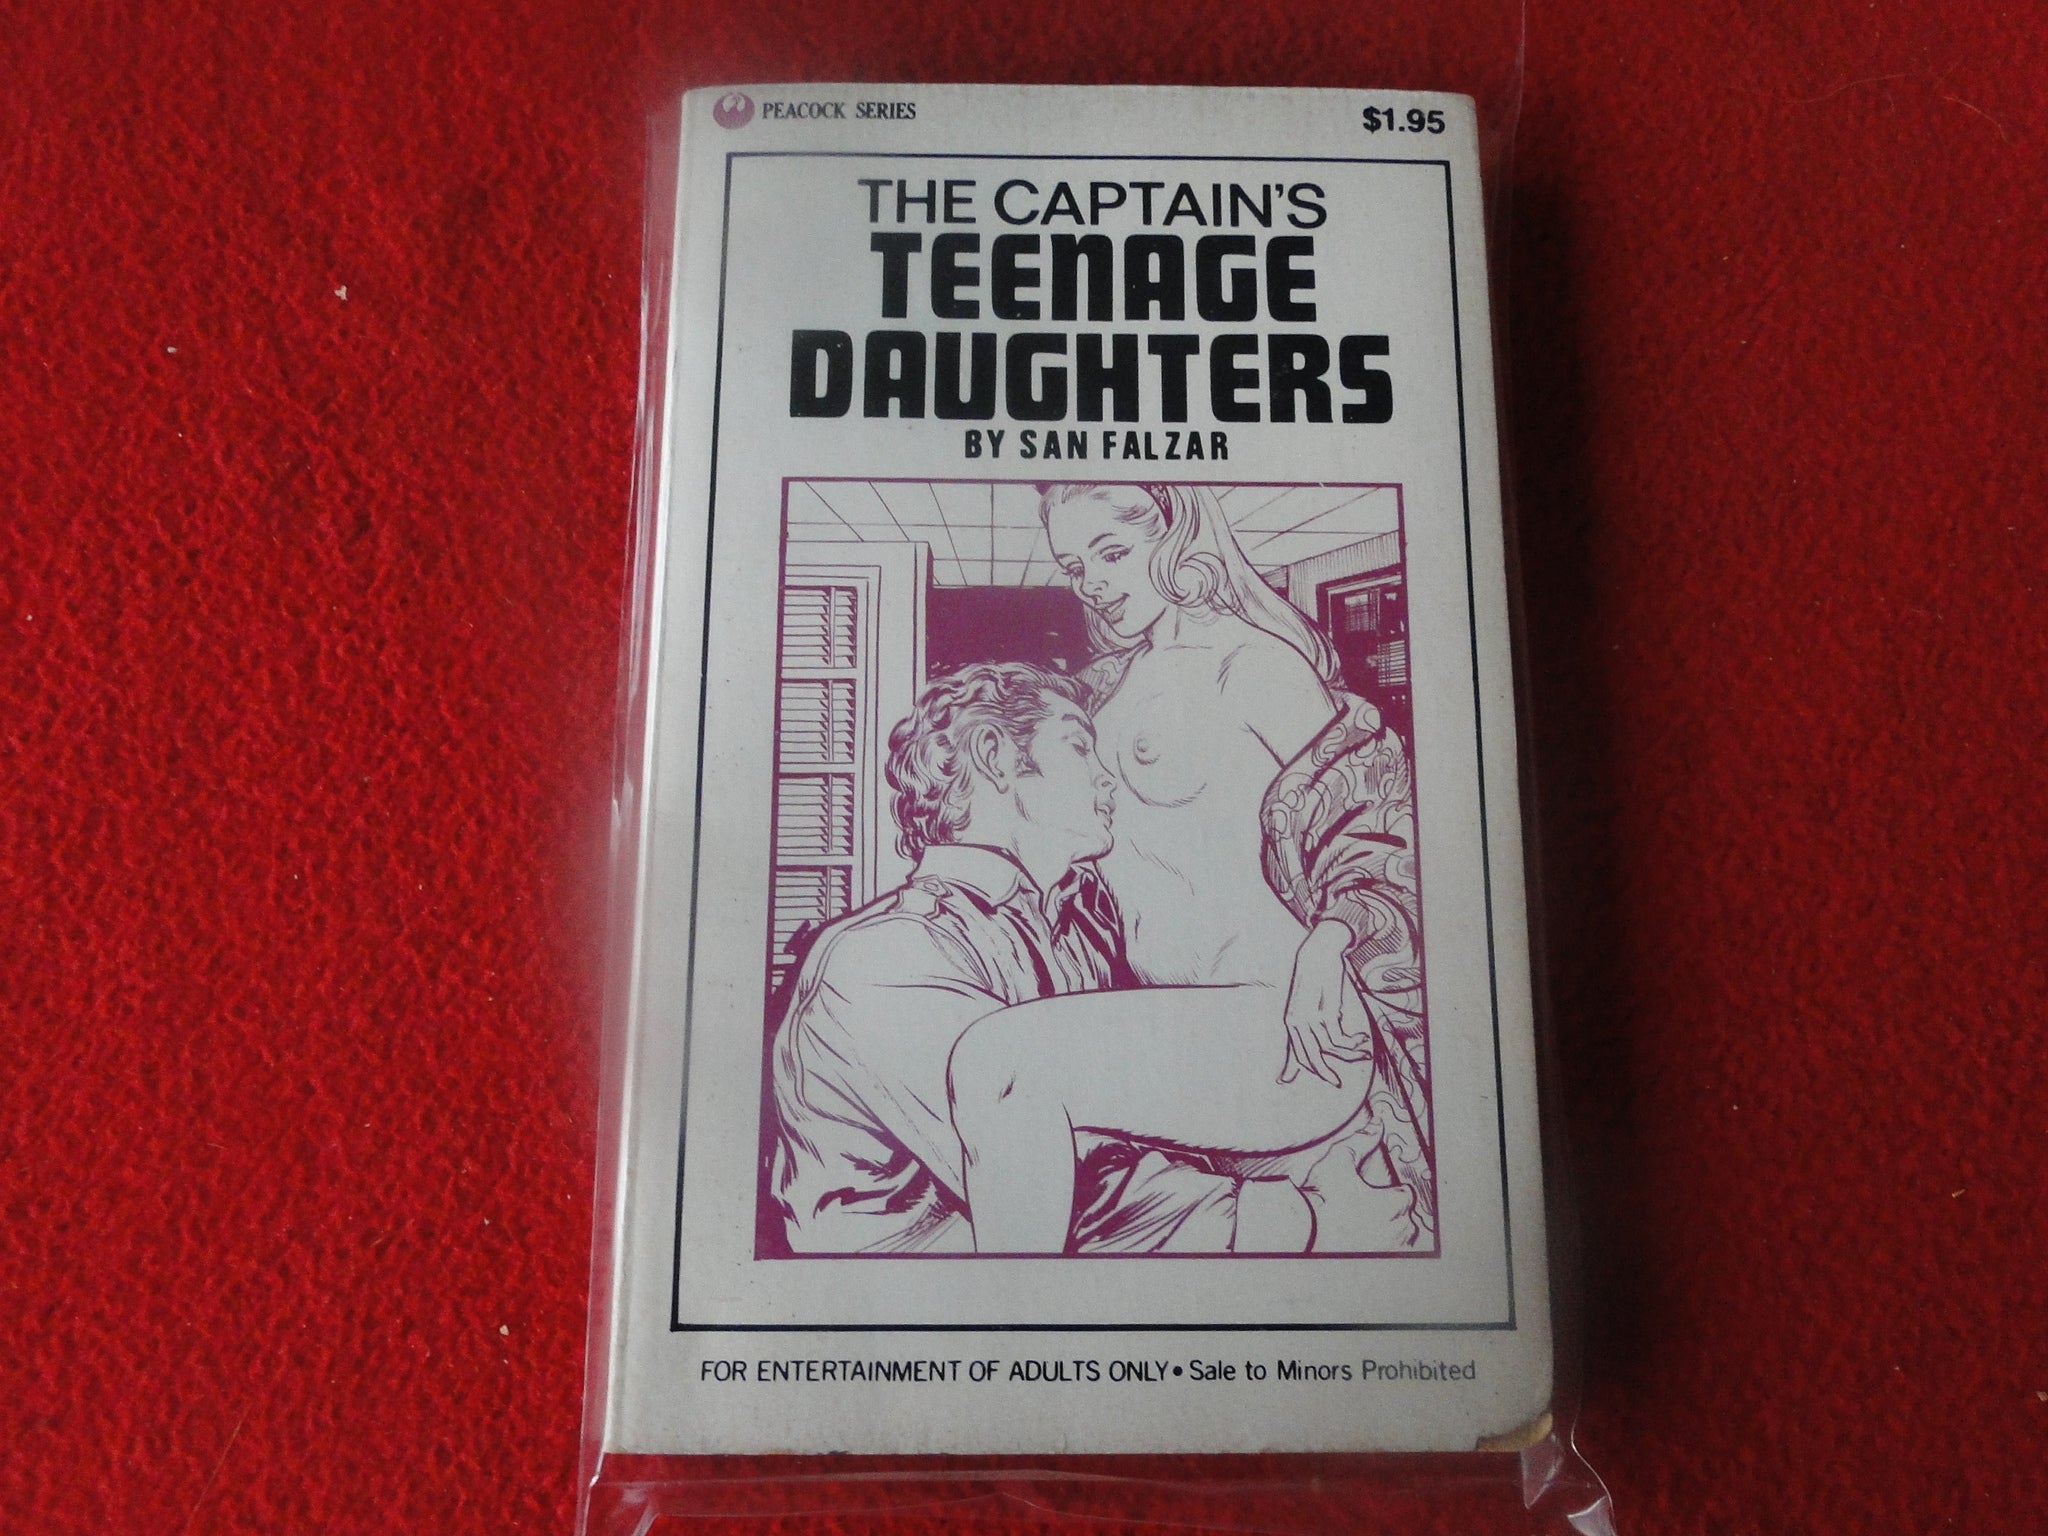 PEACOCK SERIES
$1.95
THE CAPTAIN'S
TEENAGE
DAUGHTERS
BY SAN FALZAR
FOR ENTERTAINMENT OF ADULTS ONLY • Sale to Minors Prohibited